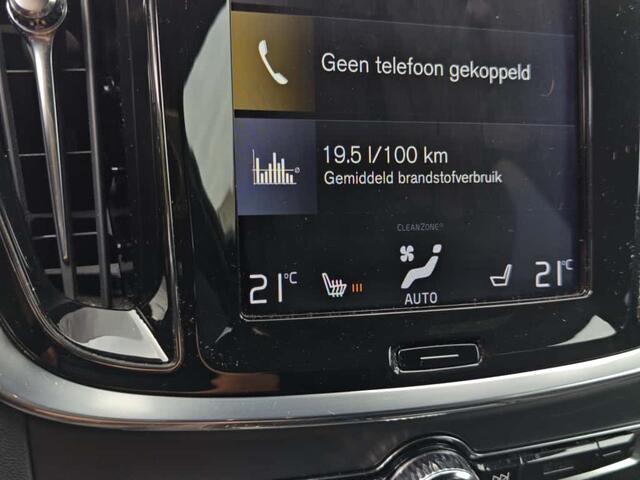 Geen telefoon gekoppeld
19.5 l/100 km
Gemiddeld brandstofverbruik
CLEANZONE®
21°C
AUTO
21°C